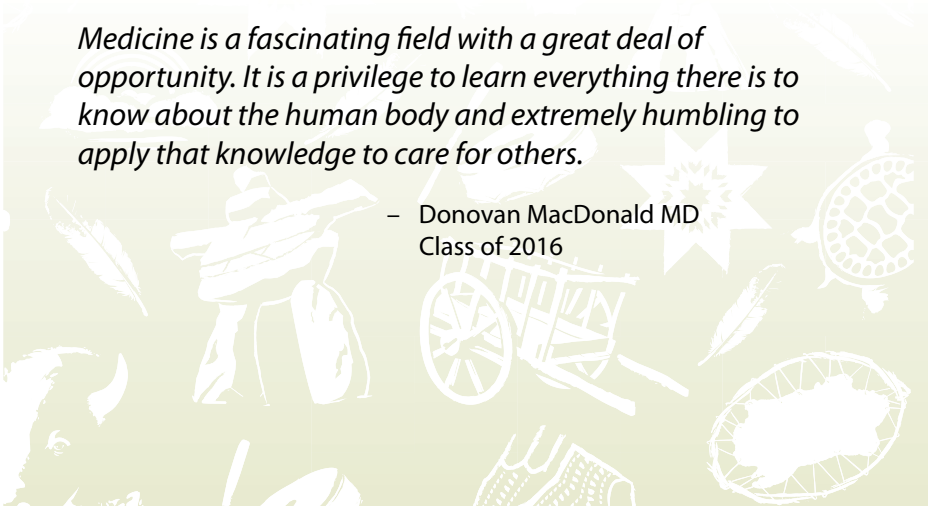 Medicine is a fascinating field with a great deal of
opportunity. It is a privilege to learn everything there is to
know about the human body and extremely humbling to
apply that knowledge to care for others.
– Donovan MacDonald MD
Class of 2016